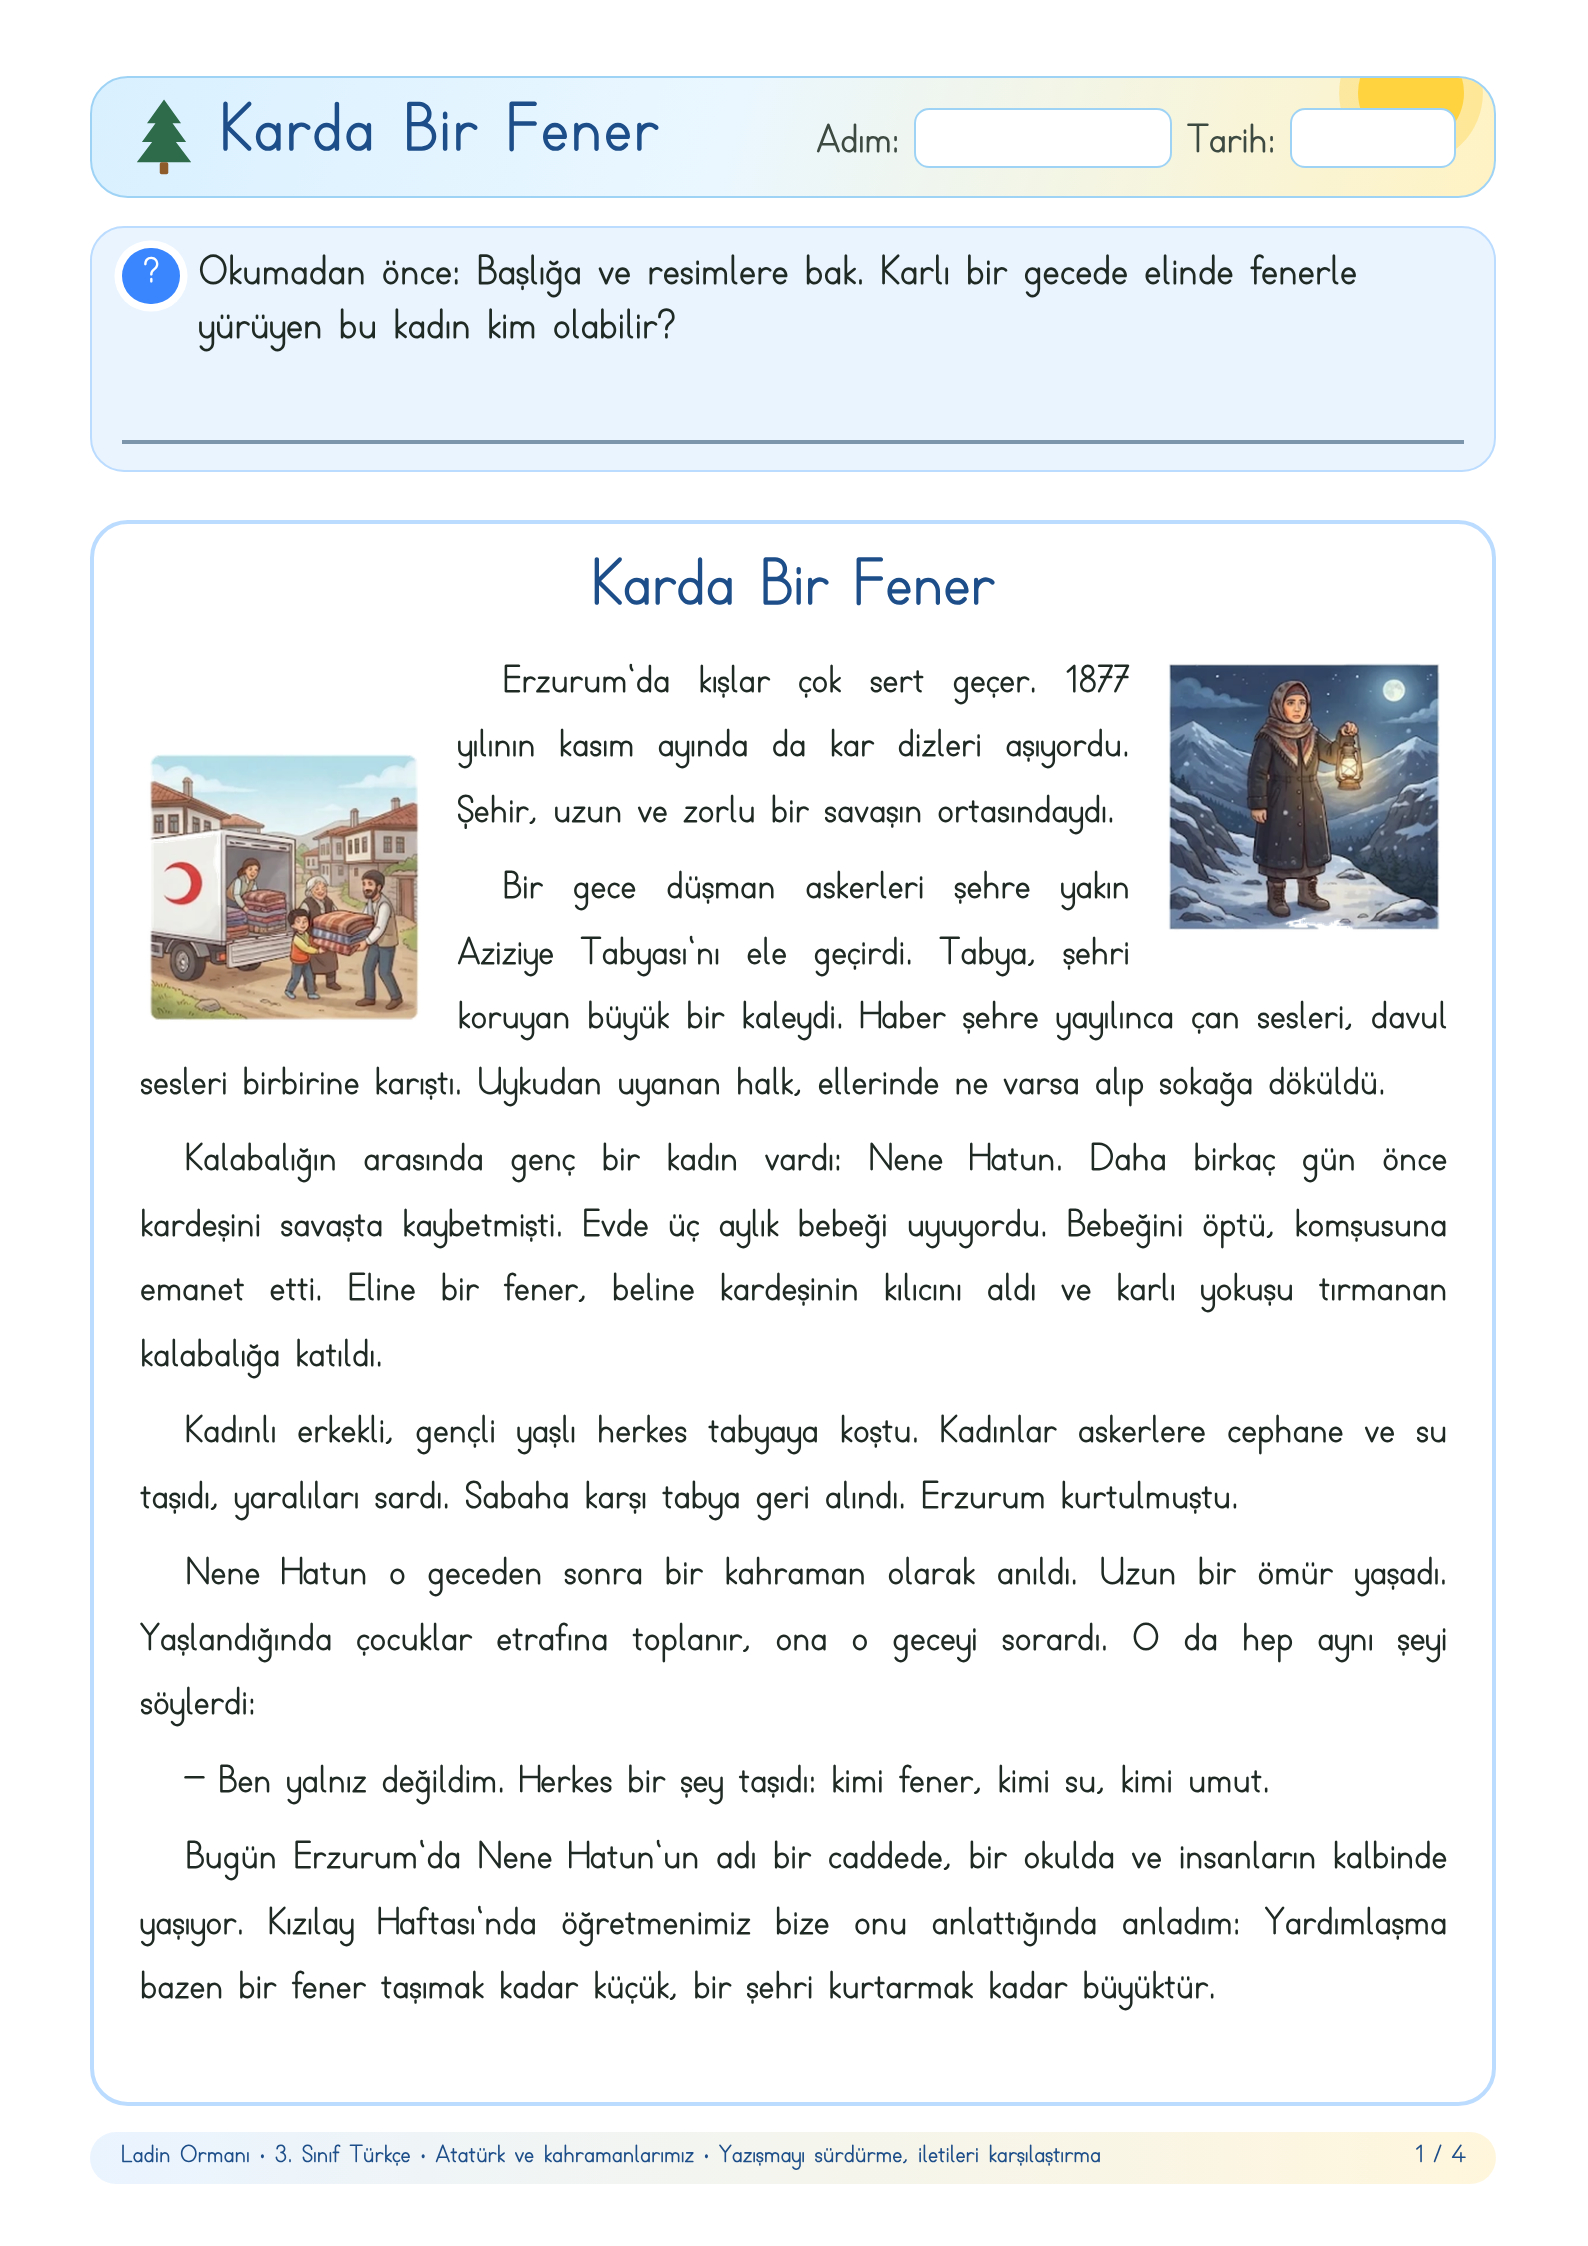 Karda Bir Fener
Adım:
Tarih:
?
Okumadan önce: Başlığa ve resimlere bak. Karlı bir gecede elinde fenerle
yürüyen bu kadın kim olabilir?
Karda Bir Fener
Erzurum‘da kışlar çok sert geçer. 1877
yılının kasım ayında da kar dizleri aşıyordu.
Şehir, uzun ve zorlu bir savaşın ortasındaydı.
Bir gece düşman askerleri şehre yakın
Aziziye Tabyası‘nı ele geçirdi. Tabya, şehri
koruyan büyük bir kaleydi. Haber şehre yayılınca çan sesleri, davul
sesleri birbirine karıştı. Uykudan uyanan halk, ellerinde ne varsa alıp sokağa döküldü.
Kalabalığın arasında genç bir kadın vardı: Nene Hatun. Daha birkaç gün önce
kardeşini savaşta kaybetmişti. Evde üç aylık bebeği uyuyordu. Bebeğini öptü, komşusuna
emanet etti. Eline bir fener, beline kardeşinin kılıcını aldı ve karlı yokuşu tırmanan
kalabalığa katıldı.
Kadınlı erkekli, gençli yaşlı herkes tabyaya koştu. Kadınlar askerlere cephane ve su
taşıdı, yaralıları sardı. Sabaha karşı tabya geri alındı. Erzurum kurtulmuştu.
Nene Hatun o geceden sonra bir kahraman olarak anıldı. Uzun bir ömür yaşadı.
Yaşlandığında çocuklar etrafına toplanır, ona o geceyi sorardı. O da hep aynı şeyi
söylerdi:
– Ben yalnız değildim. Herkes bir şey taşıdı: kimi fener, kimi su, kimi umut.
Bugün Erzurum‘da Nene Hatun‘un adı bir caddede, bir okulda ve insanların kalbinde
yaşıyor. Kızılay Haftası‘nda öğretmenimiz bize onu anlattığında anladım: Yardımlaşma
bazen bir fener taşımak kadar küçük, bir şehri kurtarmak kadar büyüktür.
Ladin Ormanı • 3. Sınıf Türkçe • Atatürk ve kahramanlarımız • Yazışmayı sürdürme, iletileri karşılaştırma
1 / 4